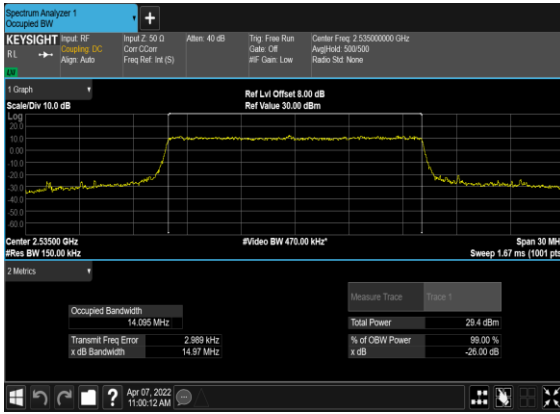 Spectrum Analyzer 1
Occupied BW
KEYSIGHT Input: RF Input Z: 50 Ω Atten: 40 dB Trig: Free Run Center Freq: 2.535000000 GHz
RL Coupling: DC Corr CCorr Gate: Off Avg|Hold: 500/500
Align: Auto Freq Ref: Int (S) #IF Gain: Low Radio Std: None
1 Graph
Ref Lvl Offset 8.00 dB
Scale/Div 10.0 dB Ref Value 30.00 dBm
Log
20.0
10.0
0.00
-10.0
-20.0
-30.0
-40.0
-50.0
-60.0
Center 2.53500 GHz #Video BW 470.00 kHz* Span 30 MH
#Res BW 150.00 kHz Sweep 1.67 ms (1001 pts
2 Metrics
Measure Trace Trace 1
Occupied Bandwidth
14.095 MHz Total Power 29.4 dBm
Transmit Freq Error 2.989 kHz % of OBW Power 99.00 %
x dB Bandwidth 14.97 MHz x dB -26.00 dB
Apr 07, 2022
11:00:12 AM